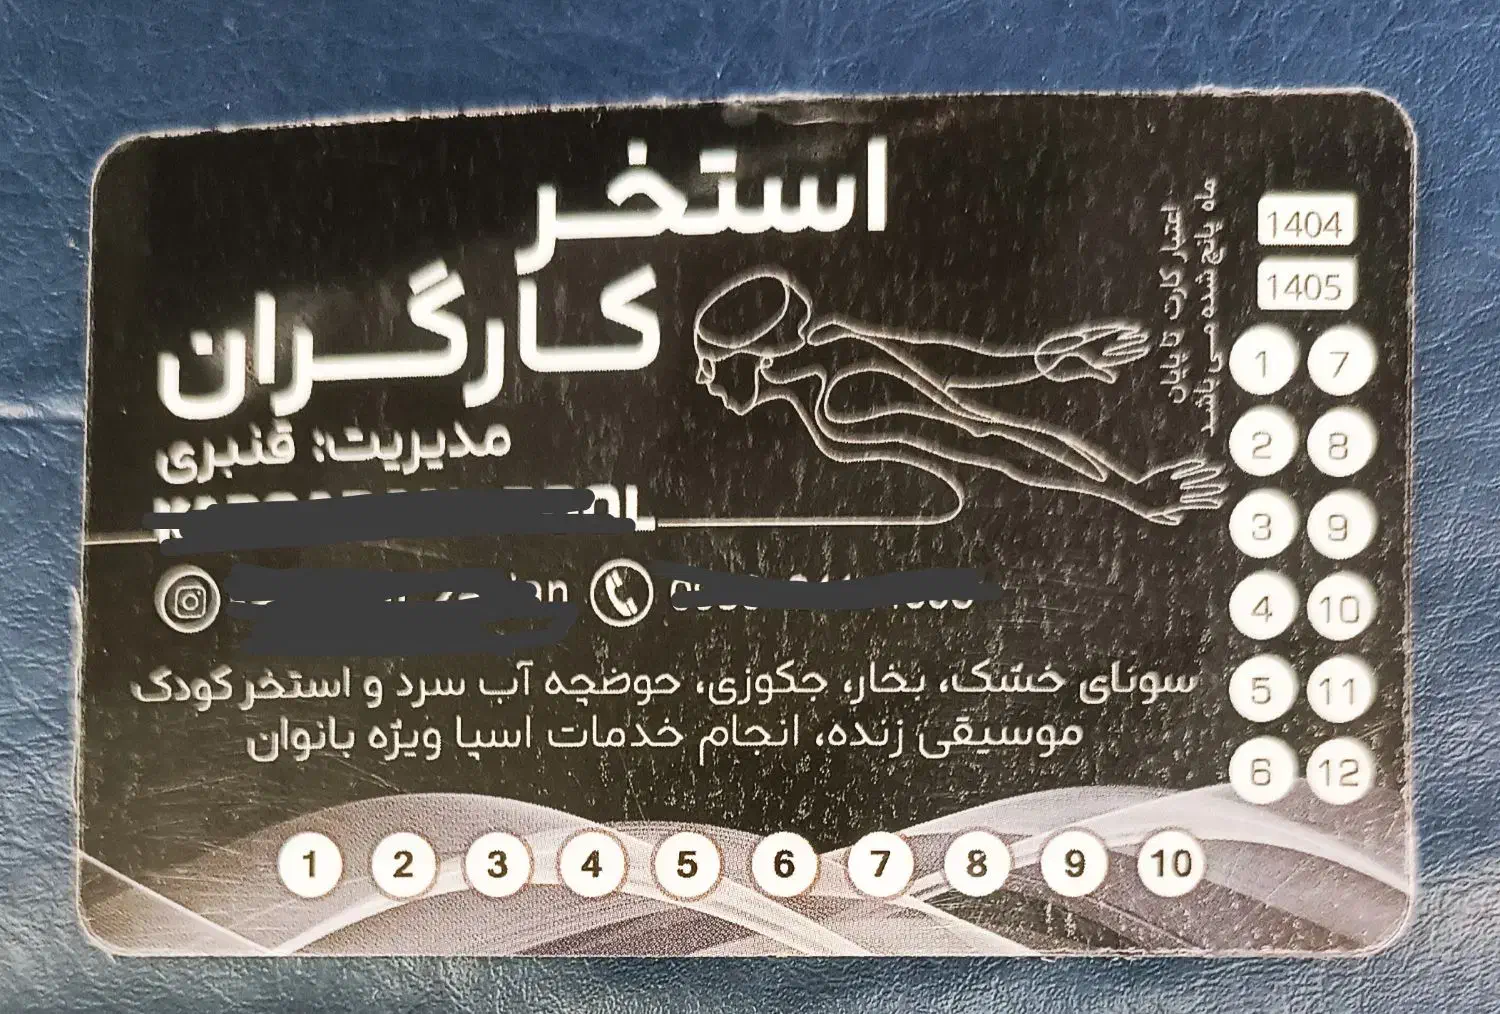 استخر
کارگران
مدیریت: قنبری
سونای خشک، بخار، جکوزی، حوضچه آب سرد و استخر کودک
موسیقی زنده، انجام خدمات اسپا ویژه بانوان
اعتبار کارت تا پایان
ماه پانچ شده می باشد
1404
1405
1 7
2 8
3 9
4 10
5 11
6 12
1 2 3 4 5 6 7 8 9 10